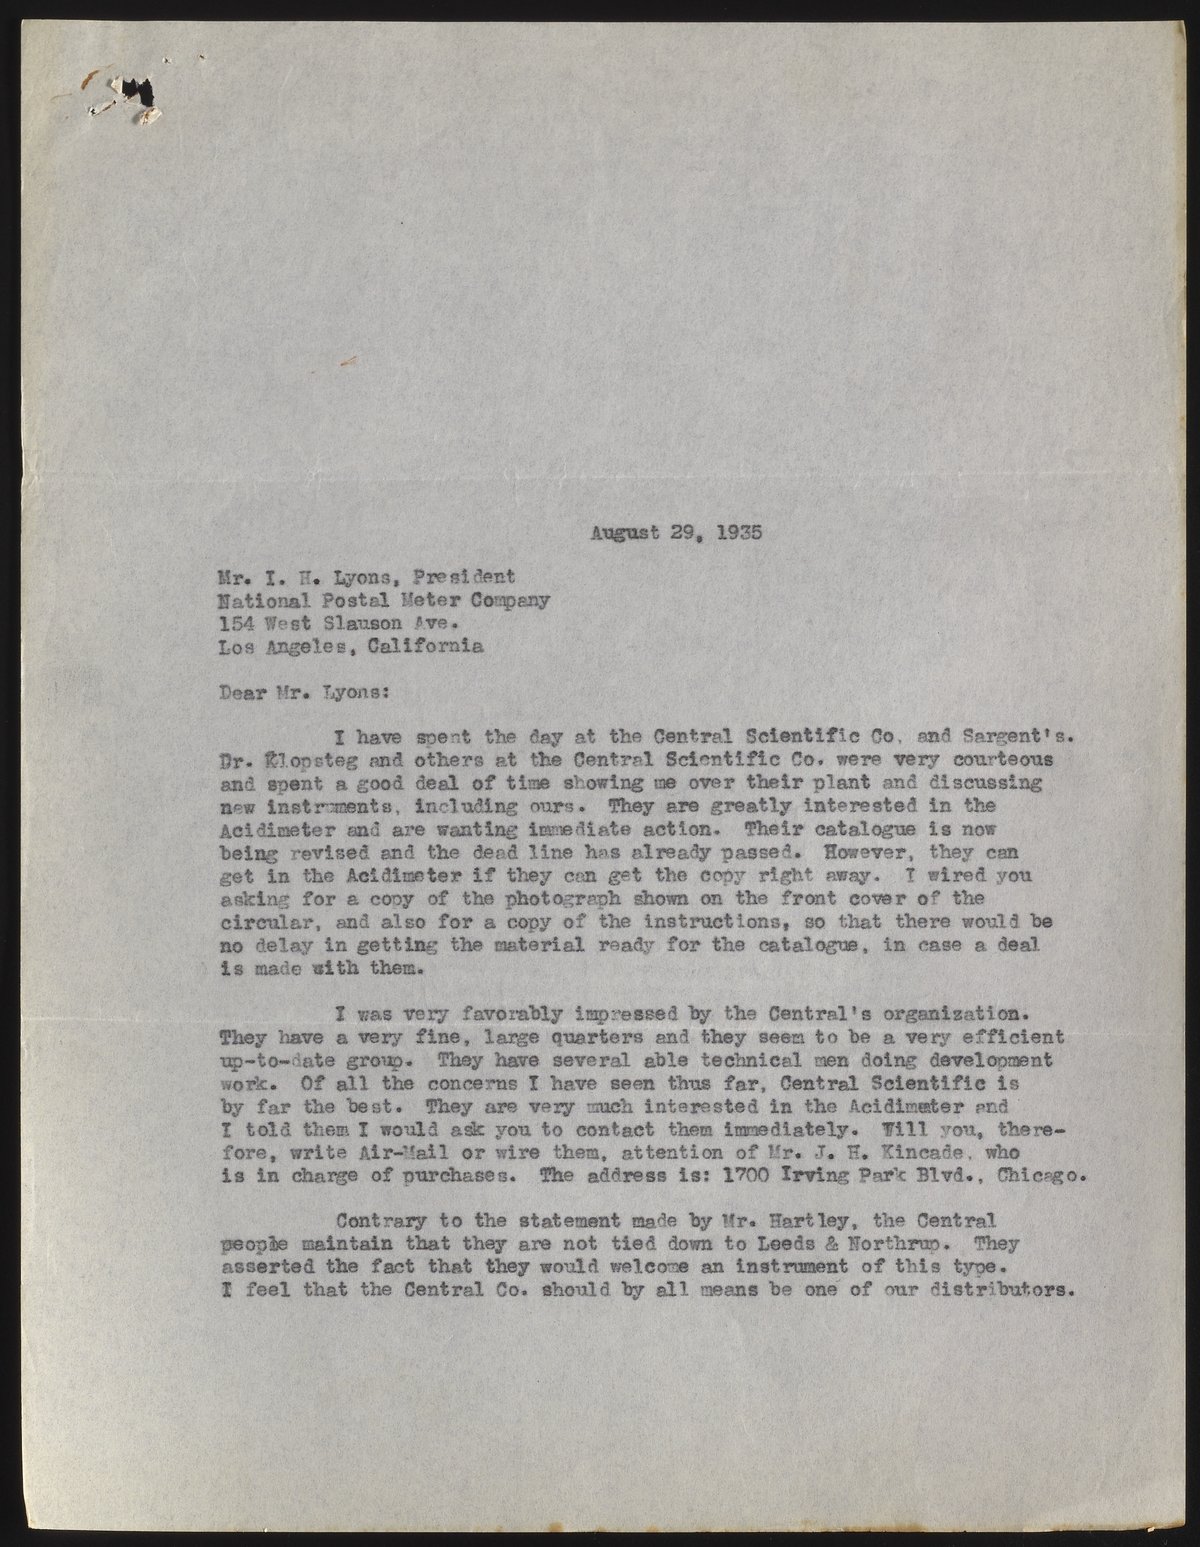 August 29, 1935
Mr. I. H. Lyons, President
National Postal Meter Company
154 West Slauson Ave.
Los Angeles, California
Dear Mr. Lyons:
I have spent the day at the Central Scientific Co. and Sargent's.
Dr. Klopsteg and others at the Central Scientific Co. were very courteous
and spent a good deal of time showing me over their plant and discussing
new instruments, including ours. They are greatly interested in the
Acidimeter and are wanting immediate action. Their catalogue is now
being revised and the dead line has already passed. However, they can
get in the Acidimeter if they can get the copy right away. I wired you
asking for a copy of the photograph shown on the front cover of the
circular, and also for a copy of the instructions, so that there would be
no delay in getting the material ready for the catalogue, in case a deal
is made with them.
I was very favorably impressed by the Central's organization.
They have a very fine, large quarters and they seem to be a very efficient
up-to-date group. They have several able technical men doing development
work. Of all the concerns I have seen thus far, Central Scientific is
by far the best. They are very much interested in the Acidimeter and
I told them I would ask you to contact them immediately. Will you, there-
fore, write Air-Mail or wire them, attention of Mr. J. H. Kincade, who
is in charge of purchases. The address is: 1700 Irving Park Blvd., Chicago.
Contrary to the statement made by Mr. Hartley, the Central
people maintain that they are not tied down to Leeds & Northrup. They
asserted the fact that they would welcome an instrument of this type.
I feel that the Central Co. should by all means be one of our distributors.